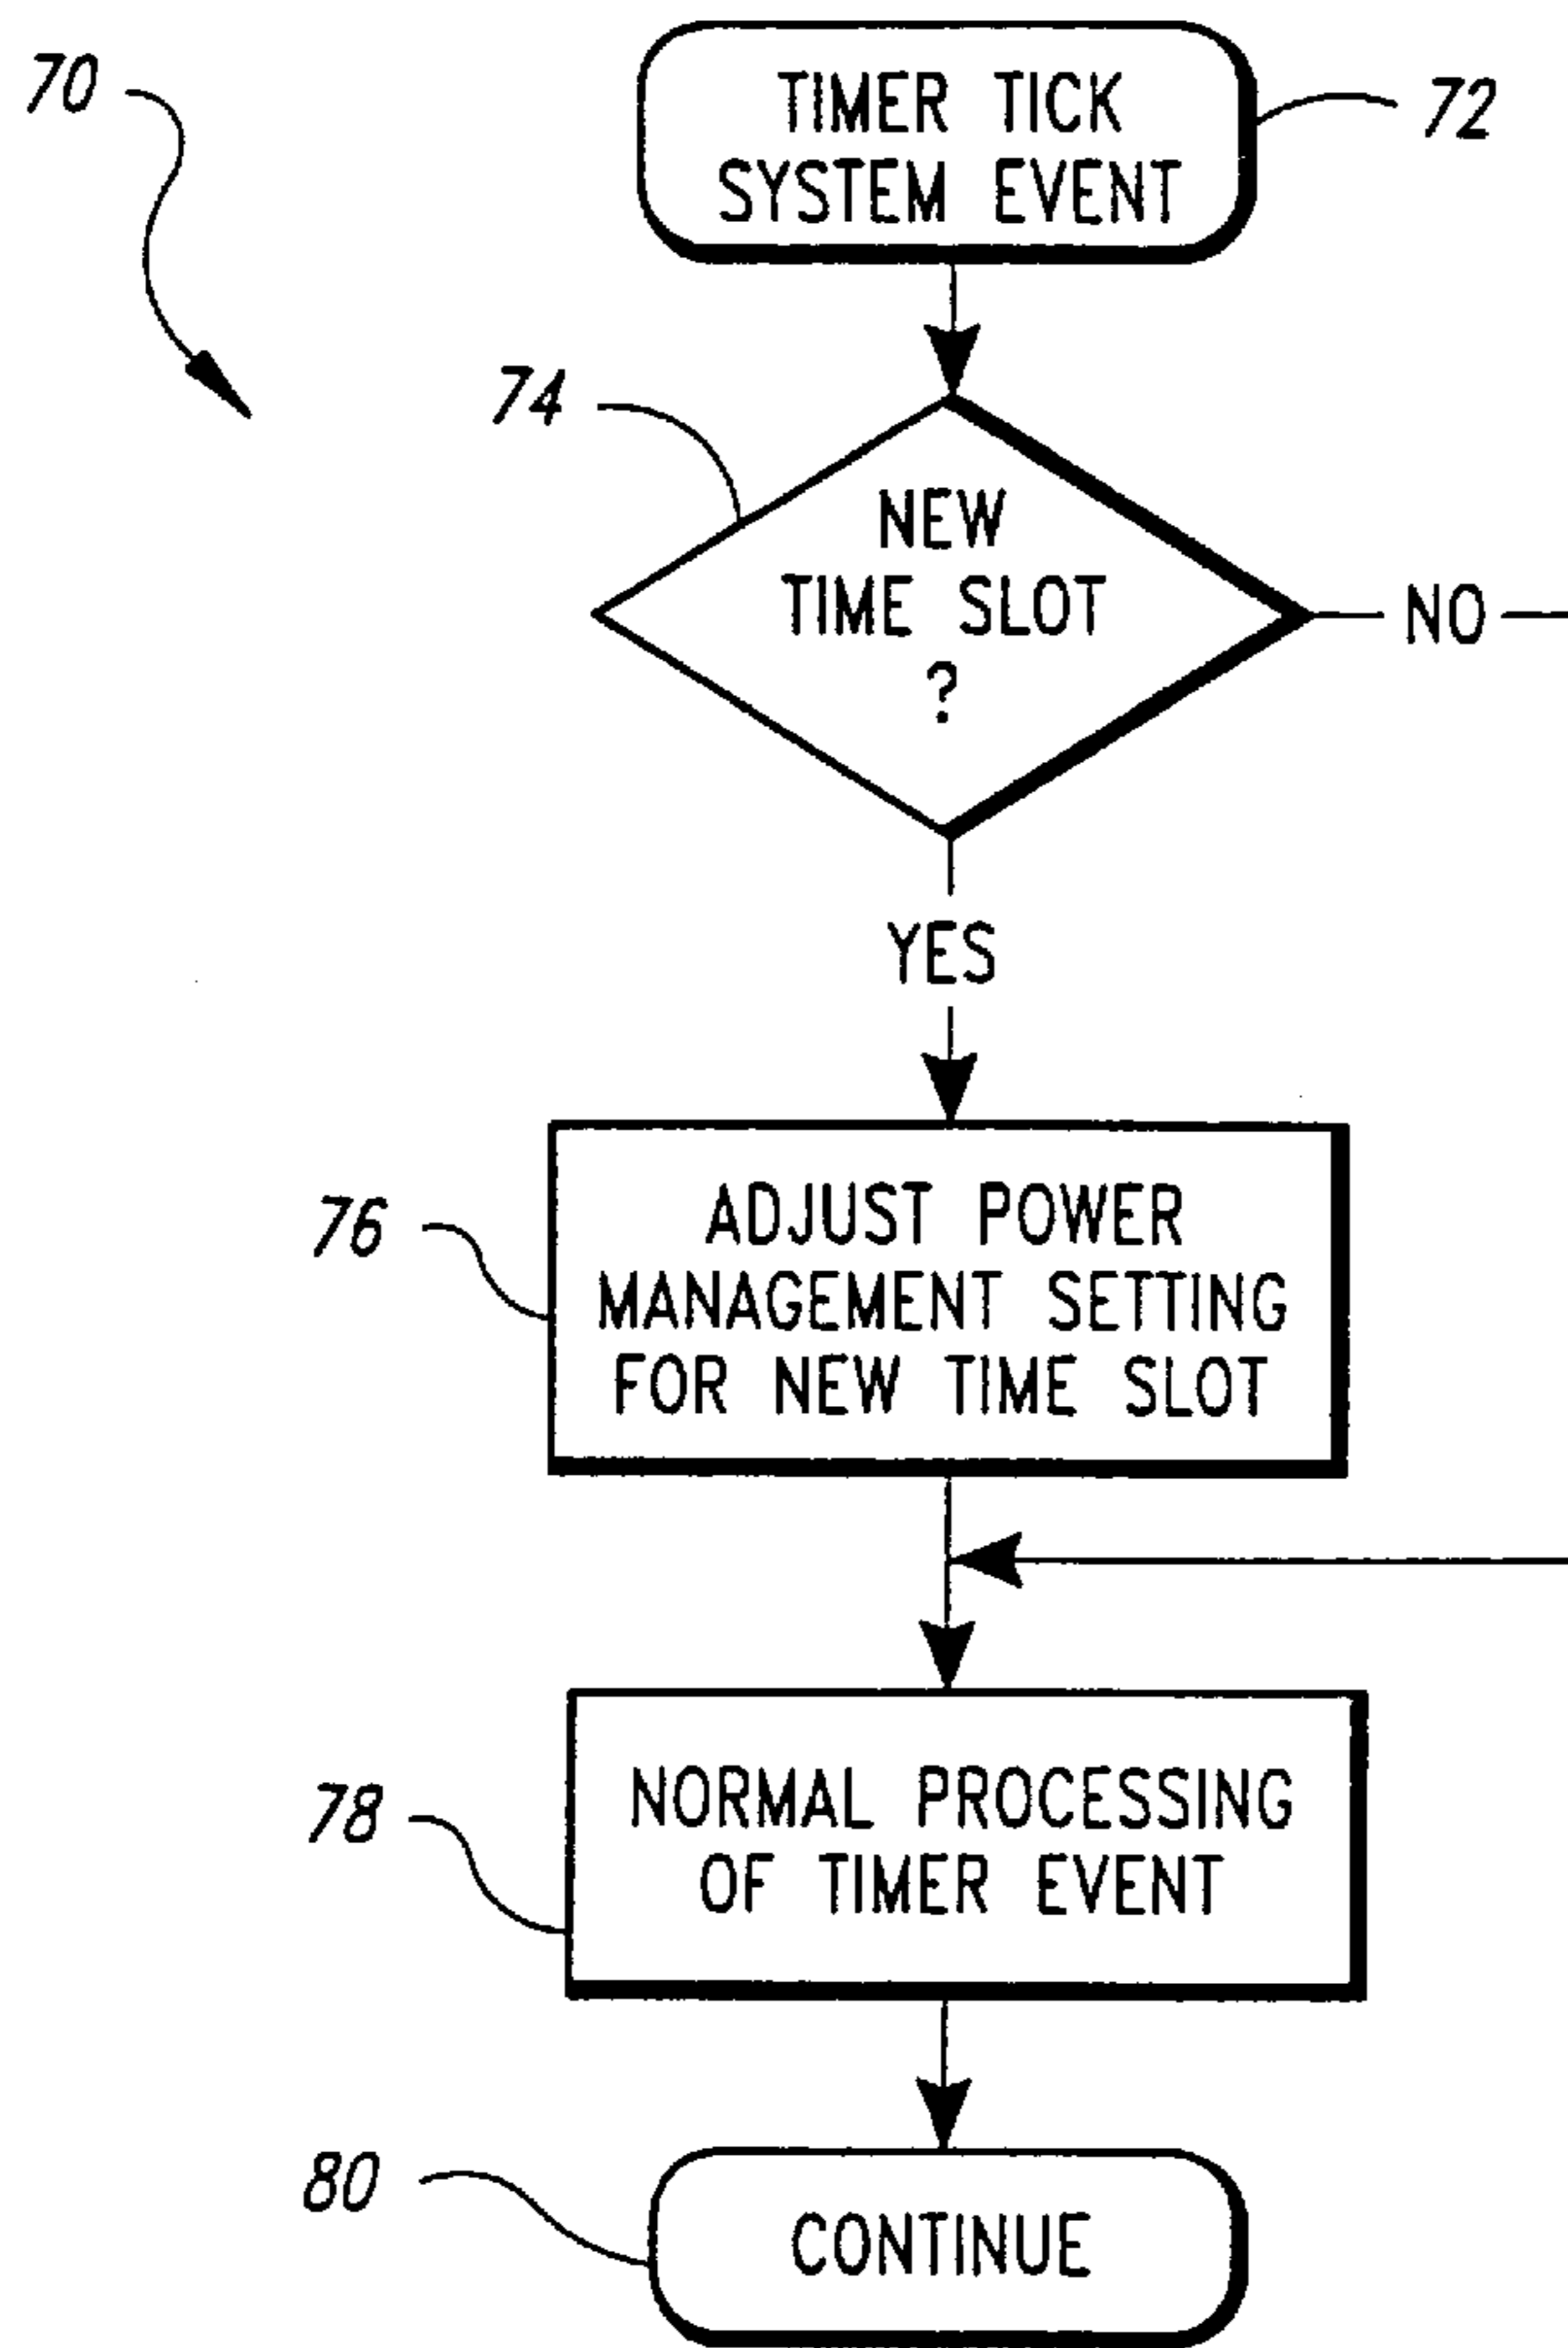 70
TIMER TICK
SYSTEM EVENT
72
74
NEW
TIME SLOT
?
NO
YES
76
ADJUST POWER
MANAGEMENT SETTING
FOR NEW TIME SLOT
78
NORMAL PROCESSING
OF TIMER EVENT
80
CONTINUE